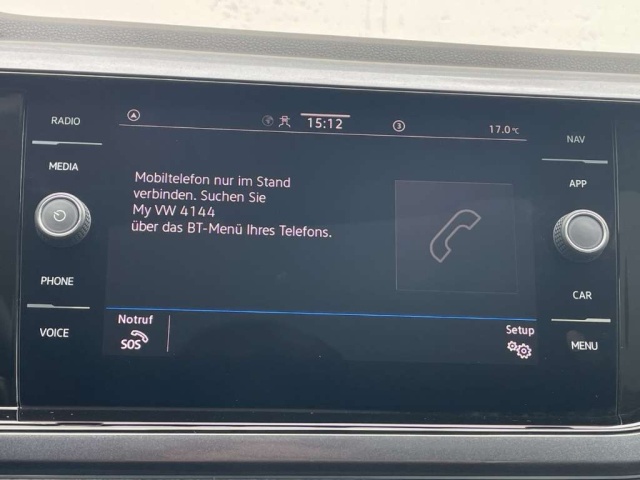 RADIO
MEDIA
PHONE
VOICE
15:12
3
17.0°C
Mobiltelefon nur im Stand
verbinden. Suchen Sie
My VW 4144
über das BT-Menü Ihres Telefons.
Notruf
SOS
Setup
NAV
APP
CAR
MENU